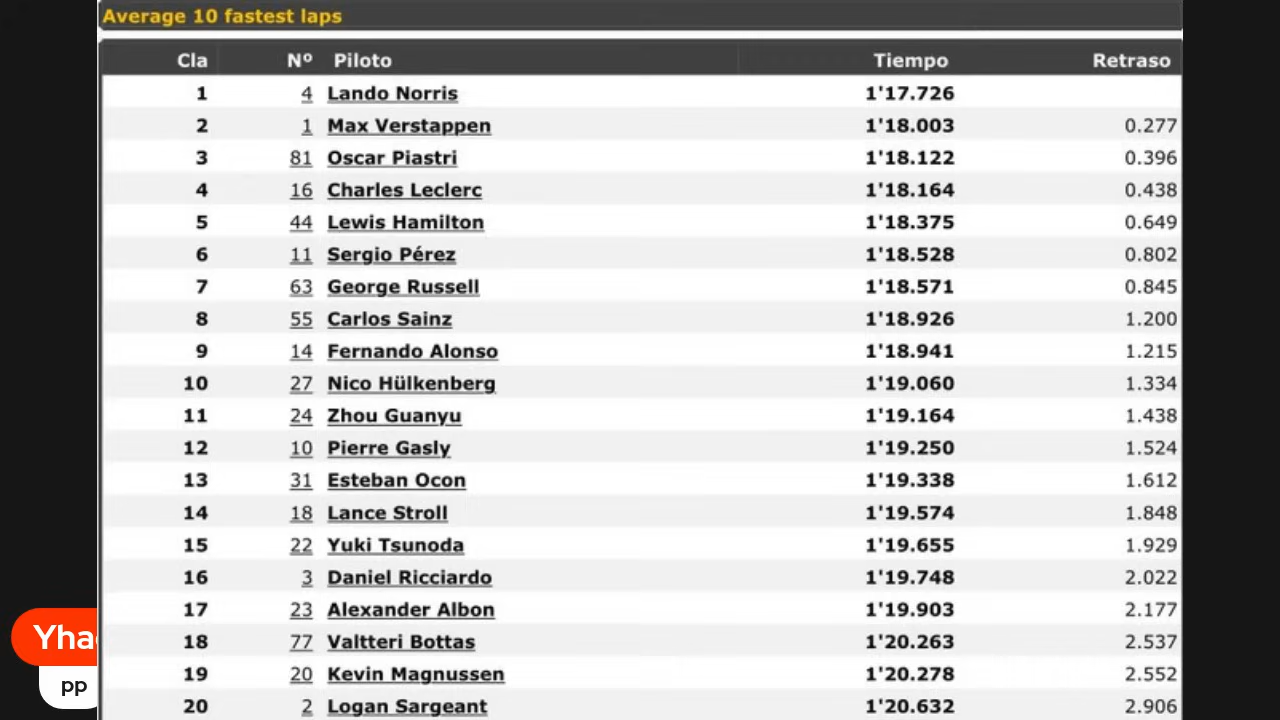 Average 10 fastest laps
Cla Nº Piloto Tiempo Retraso
1 4 Lando Norris 1'17.726
2 1 Max Verstappen 1'18.003 0.277
3 81 Oscar Piastri 1'18.122 0.396
4 16 Charles Leclerc 1'18.164 0.438
5 44 Lewis Hamilton 1'18.375 0.649
6 11 Sergio Pérez 1'18.528 0.802
7 63 George Russell 1'18.571 0.845
8 55 Carlos Sainz 1'18.926 1.200
9 14 Fernando Alonso 1'18.941 1.215
10 27 Nico Hülkenberg 1'19.060 1.334
11 24 Zhou Guanyu 1'19.164 1.438
12 10 Pierre Gasly 1'19.250 1.524
13 31 Esteban Ocon 1'19.338 1.612
14 18 Lance Stroll 1'19.574 1.848
15 22 Yuki Tsunoda 1'19.655 1.929
16 3 Daniel Ricciardo 1'19.748 2.022
17 23 Alexander Albon 1'19.903 2.177
18 77 Valtteri Bottas 1'20.263 2.537
19 20 Kevin Magnussen 1'20.278 2.552
20 2 Logan Sargeant 1'20.632 2.906
pp